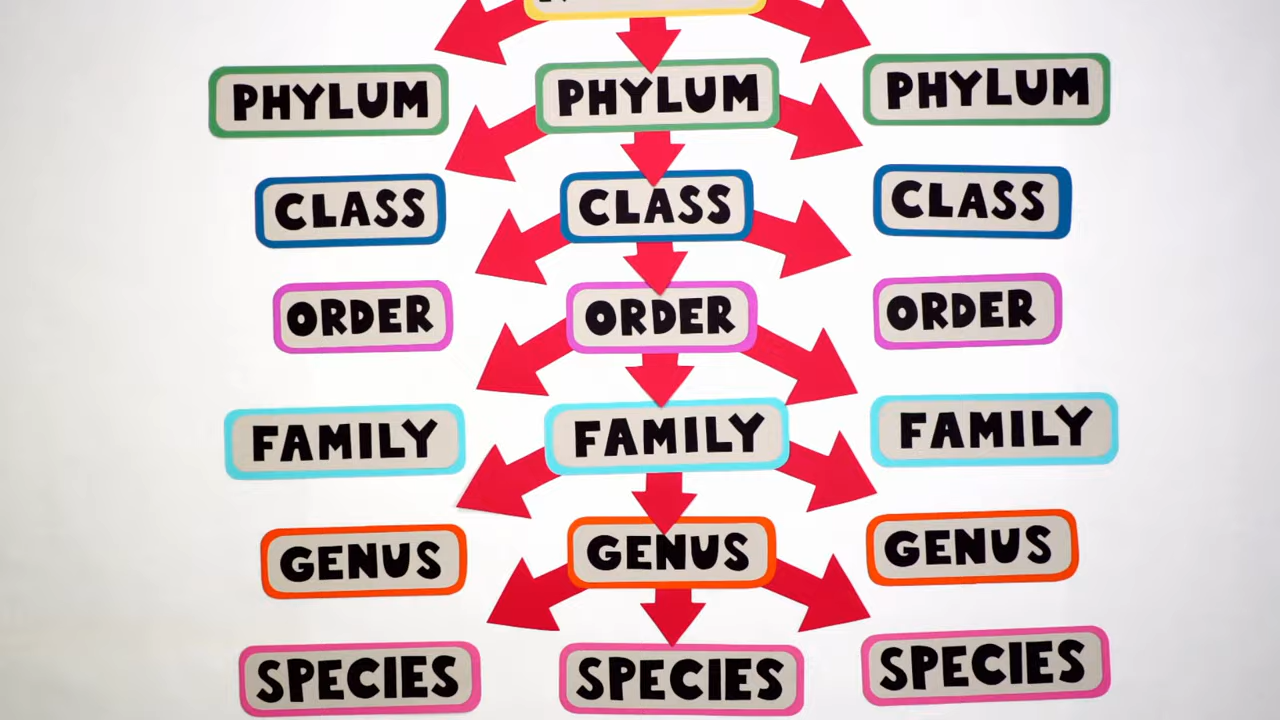 PHYLUM PHYLUM PHYLUM
CLASS CLASS CLASS
ORDER ORDER ORDER
FAMILY FAMILY FAMILY
GENUS GENUS GENUS
SPECIES SPECIES SPECIES